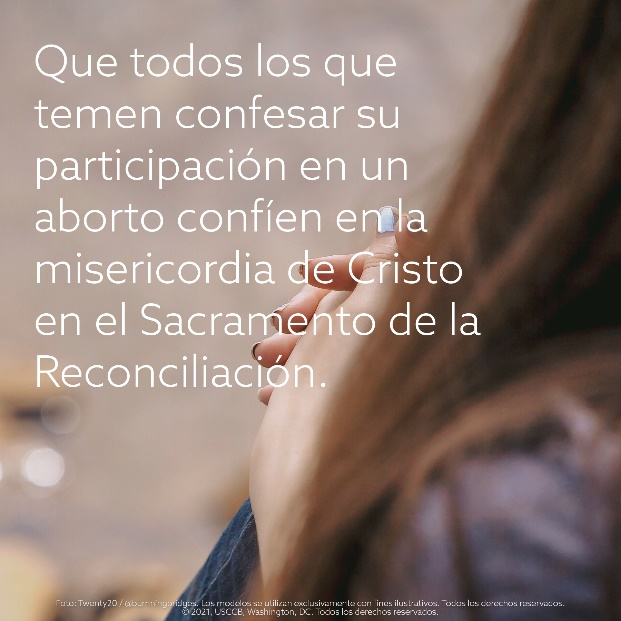 Que todos los que
temen confesar su
participación en un
aborto confíen en la
misericordia de Cristo
en el Sacramento de la
Reconciliación.
Foto: Twenty20 / @burningbridges. Los modelos se utilizan exclusivamente con fines ilustrativos. Todos los derechos reservados.
©2021, USCCB, Washington, DC. Todos los derechos reservados.